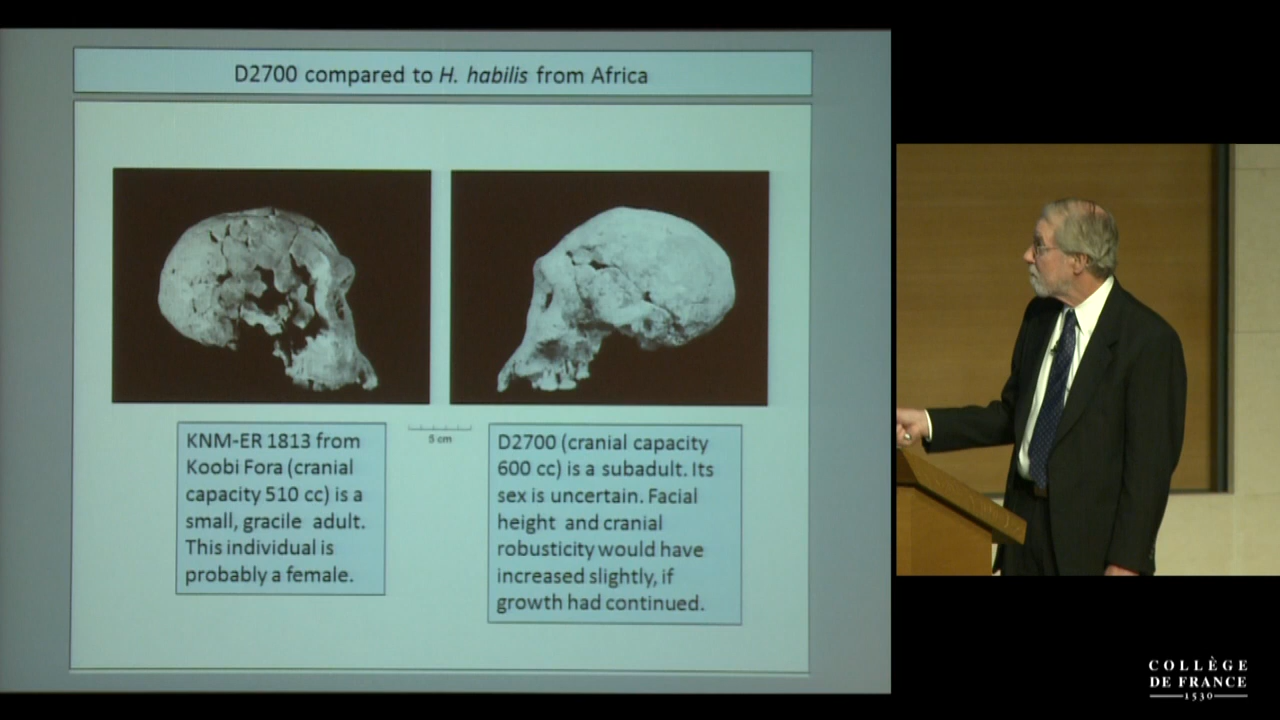 D2700 compared to H. habilis from Africa
5 cm
KNM-ER 1813 from
Koobi Fora (cranial
capacity 510 cc) is a
small, gracile adult.
This individual is
probably a female.
D2700 (cranial capacity
600 cc) is a subadult. Its
sex is uncertain. Facial
height and cranial
robusticity would have
increased slightly, if
growth had continued.
COLLÈGE
DE FRANCE
1530